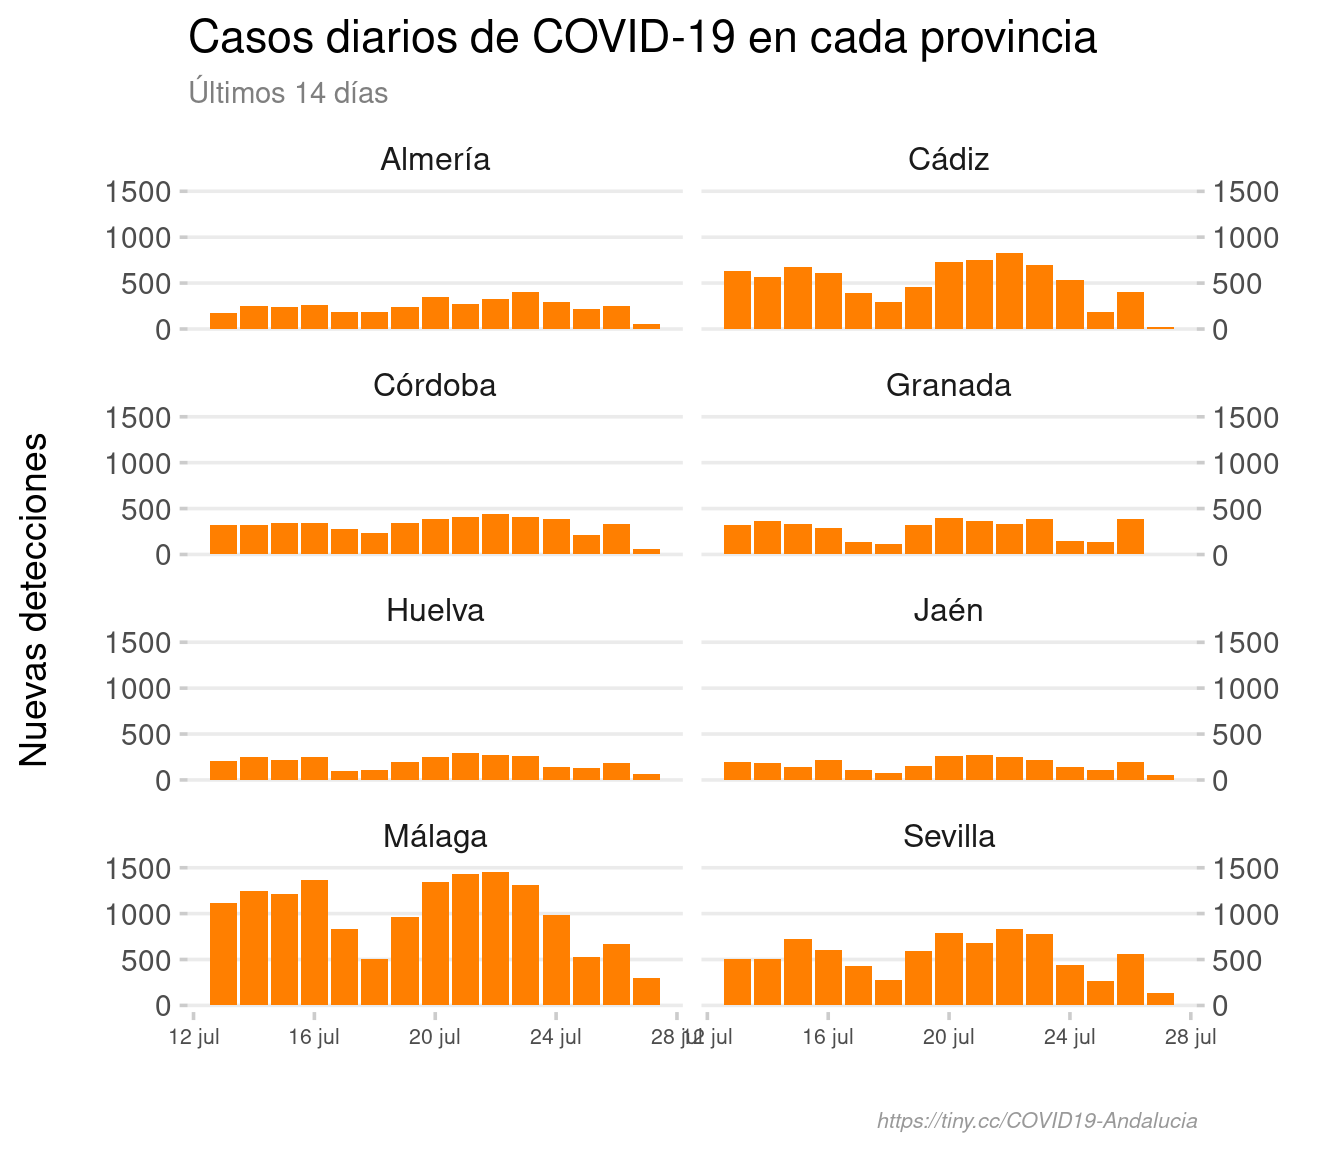 Casos diarios de COVID-19 en cada provincia
Últimos 14 días
Almería
Cádiz
1500
1000
500
0
1500
1000
500
0
Córdoba
Granada
1500
1000
500
0
1500
1000
500
0
Huelva
Jaén
1500
1000
500
0
1500
1000
500
0
Málaga
Sevilla
1500
1000
500
0
1500
1000
500
0
12 jul 16 jul 20 jul 24 jul 28 jul
12 jul 16 jul 20 jul 24 jul 28 jul
Nuevas detecciones
https://tiny.cc/COVID19-Andalucia